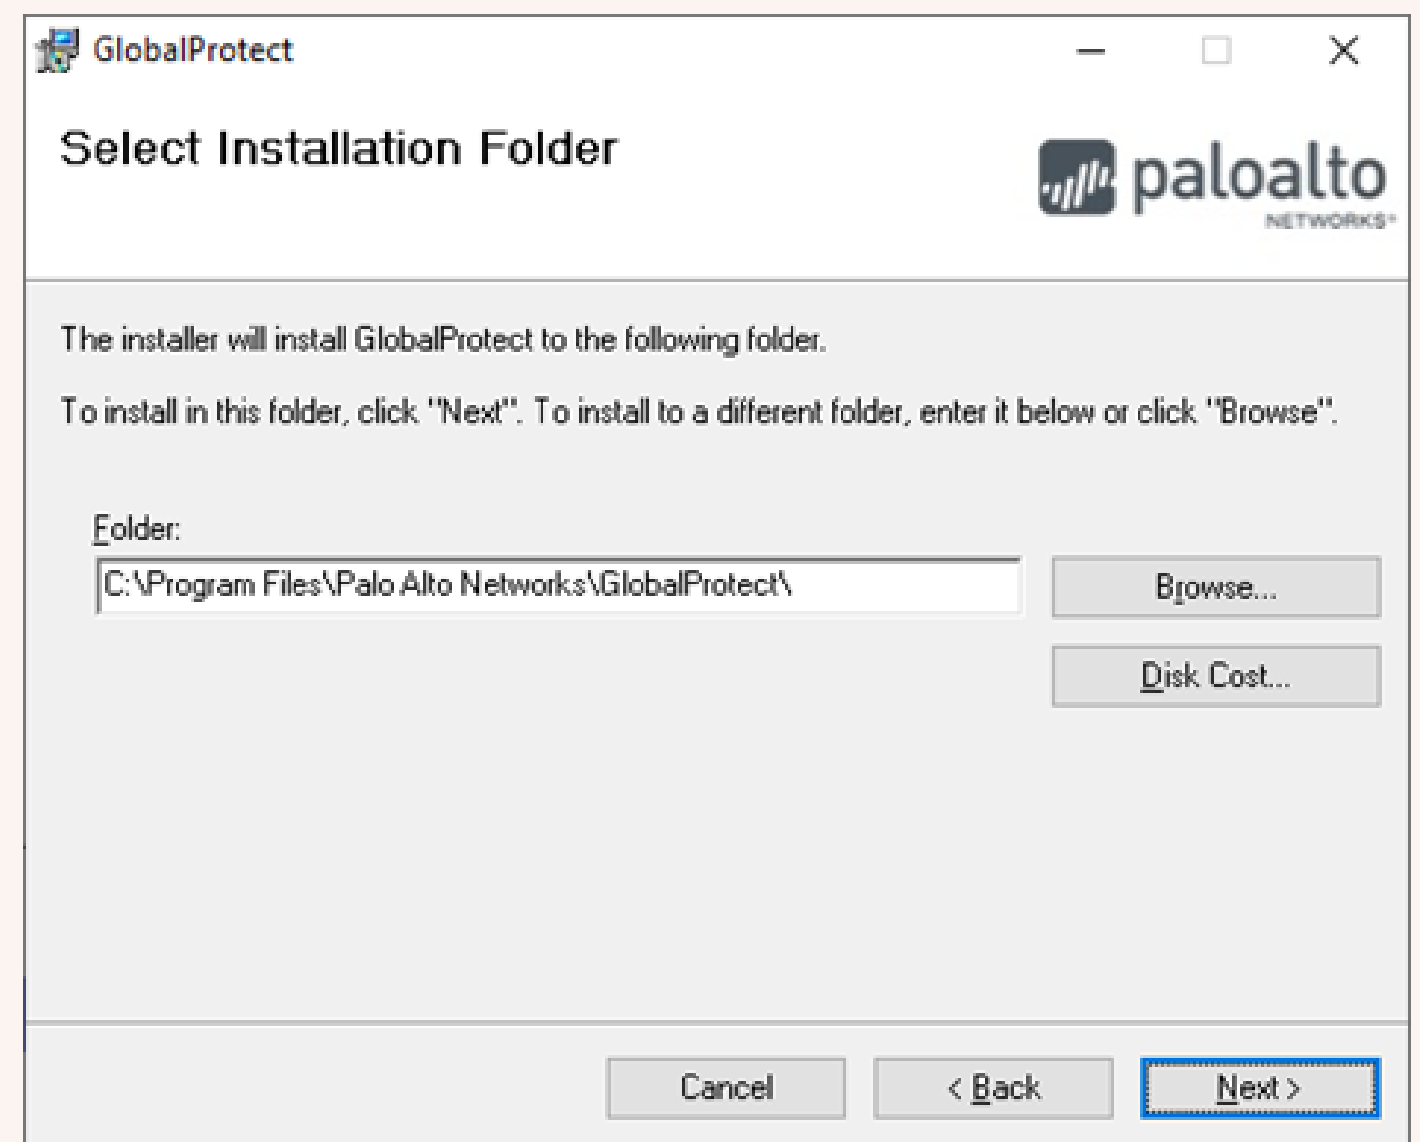 GlobalProtect
Select Installation Folder
paloalto
NETWORKS®
The installer will install GlobalProtect to the following folder.
To install in this folder, click "Next". To install to a different folder, enter it below or click "Browse".
Folder:
C:\Program Files\Palo Alto Networks\GlobalProtect\
Browse...
Disk Cost...
Cancel
< Back
Next >